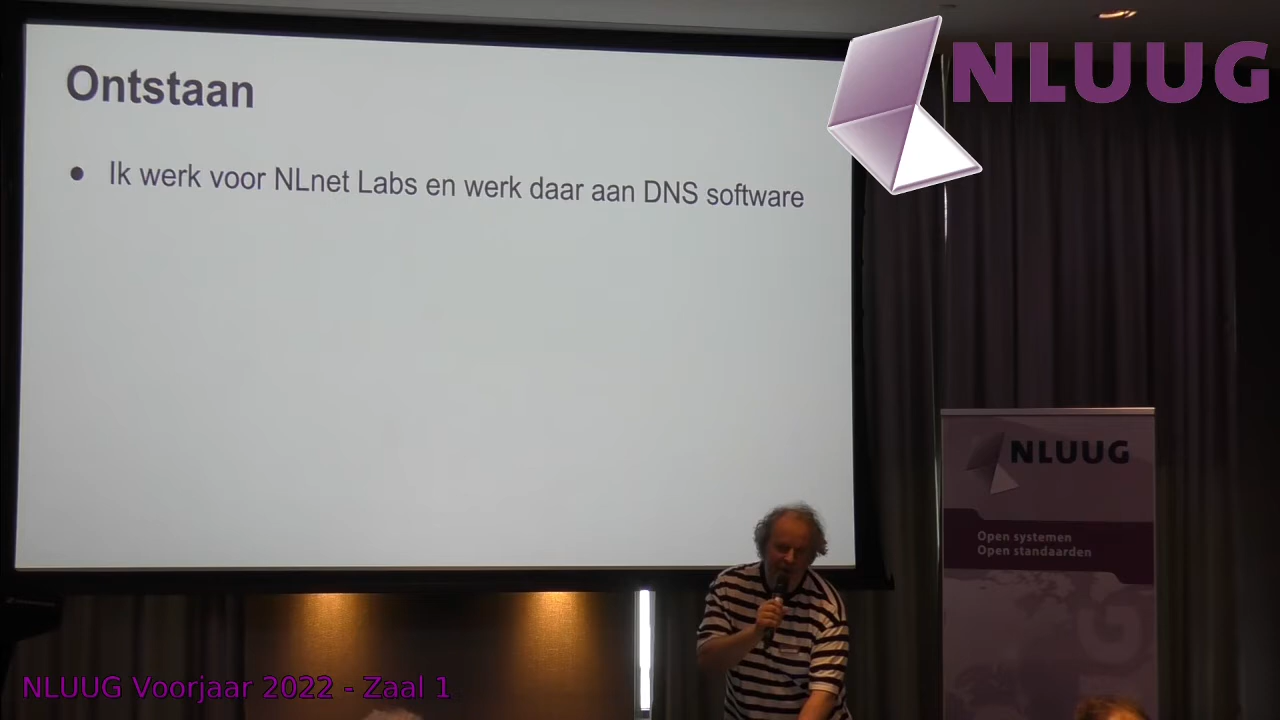 Ontstaan
• Ik werk voor NLnet Labs en werk daar aan DNS software
NLUUG
NLUUG
Open systemen
Open standaarden
NLUUG Voorjaar 2022 - Zaal 1